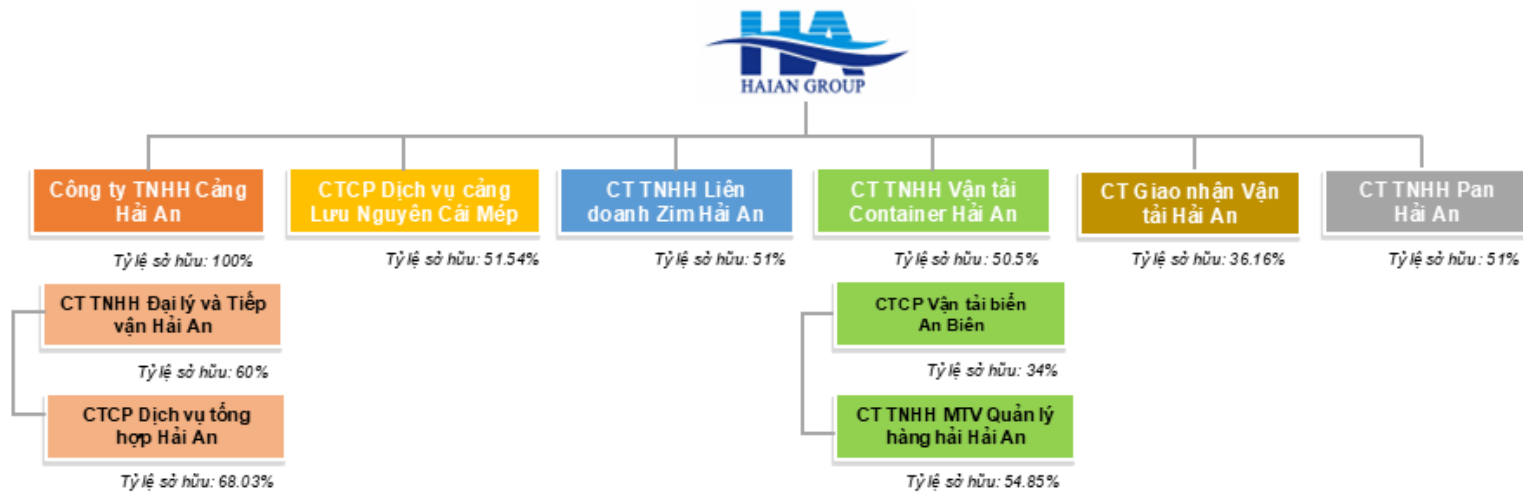 HA
HAIAN GROUP
Công ty TNHH Cảng
Hải An
Tỷ lệ sở hữu: 100%
CTCP Dịch vụ cảng
Lưu Nguyên Cái Mép
Tỷ lệ sở hữu: 51.54%
CT TNHH Liên
doanh Zim Hải An
Tỷ lệ sở hữu: 51%
CT TNHH Vận tải
Container Hải An
Tỷ lệ sở hữu: 50.5%
CT Giao nhận Vận
tải Hải An
Tỷ lệ sở hữu: 36.16%
CT TNHH Pan
Hải An
Tỷ lệ sở hữu: 51%
CT TNHH Đại lý và Tiếp
vận Hải An
Tỷ lệ sở hữu: 60%
CTCP Dịch vụ tổng
hợp Hải An
Tỷ lệ sở hữu: 68.03%
CTCP Vận tải biển
An Biên
Tỷ lệ sở hữu: 34%
CT TNHH MTV Quản lý
hàng hải Hải An
Tỷ lệ sở hữu: 54.85%